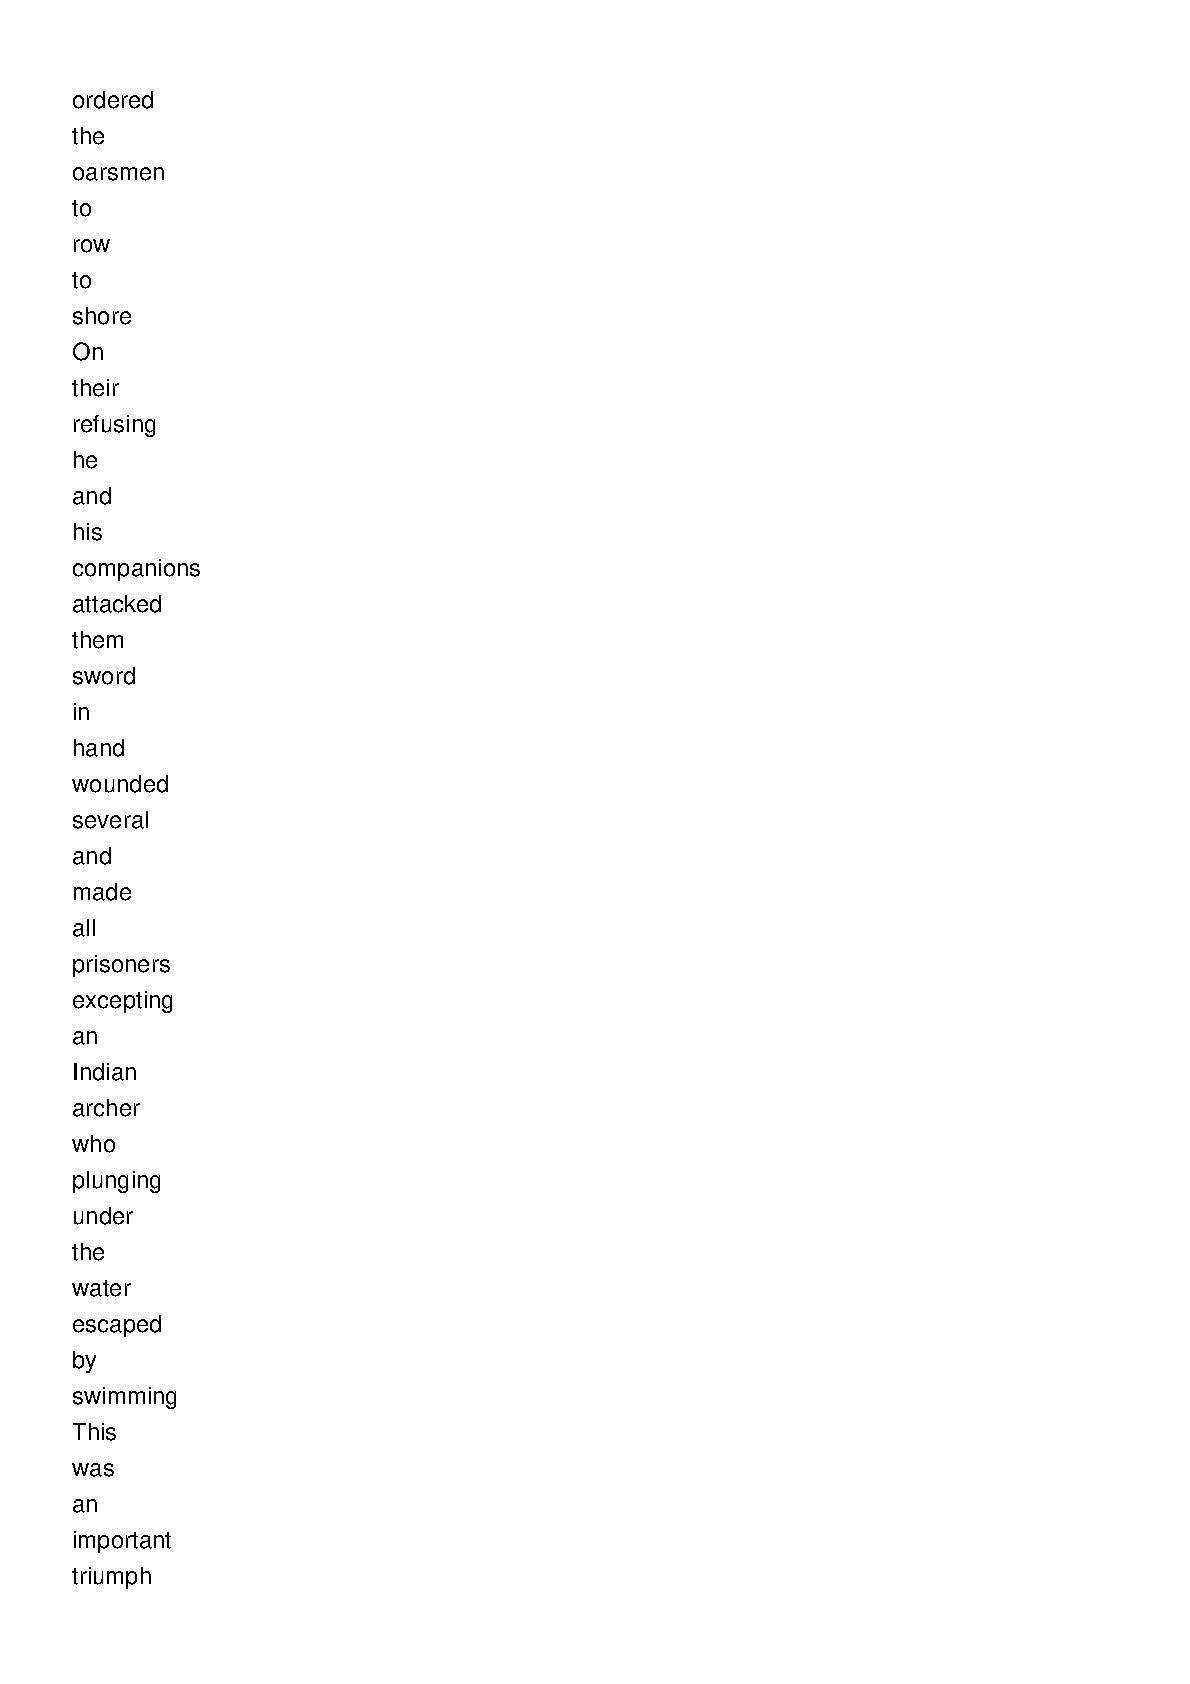 ordered
the
oarsmen
to
row
to
shore
On
their
refusing
he
and
his
companions
attacked
them
sword
in
hand
wounded
several
and
made
all
prisoners
excepting
an
Indian
archer
who
plunging
under
the
water
escaped
by
swimming
This
was
an
important
triumph